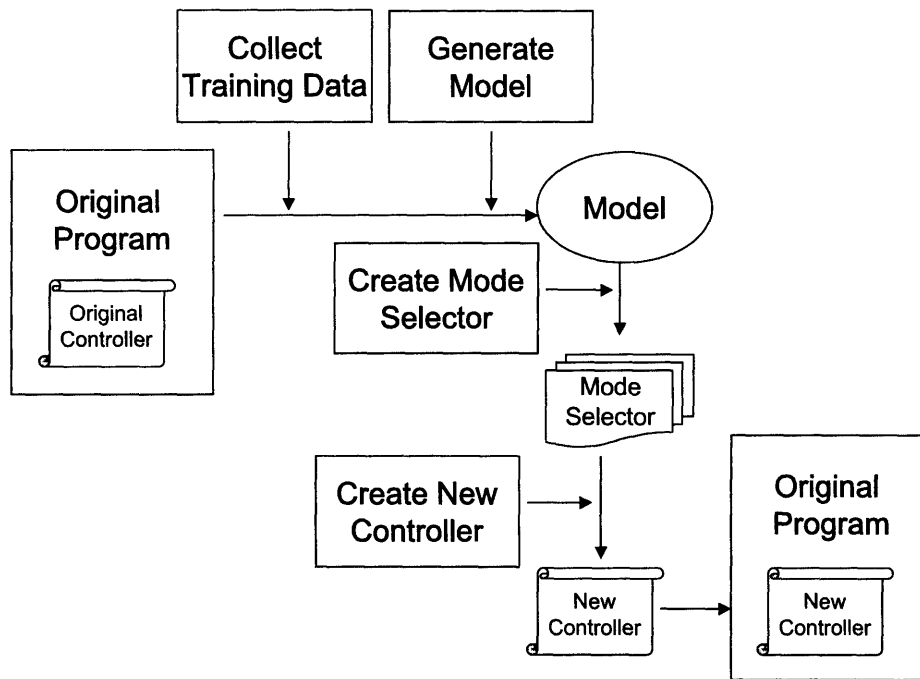 Collect
Training Data
Generate
Model
Original
Program
Original
Controller
Model
Create Mode
Selector
Mode
Selector
Create New
Controller
New
Controller
Original
Program
New
Controller